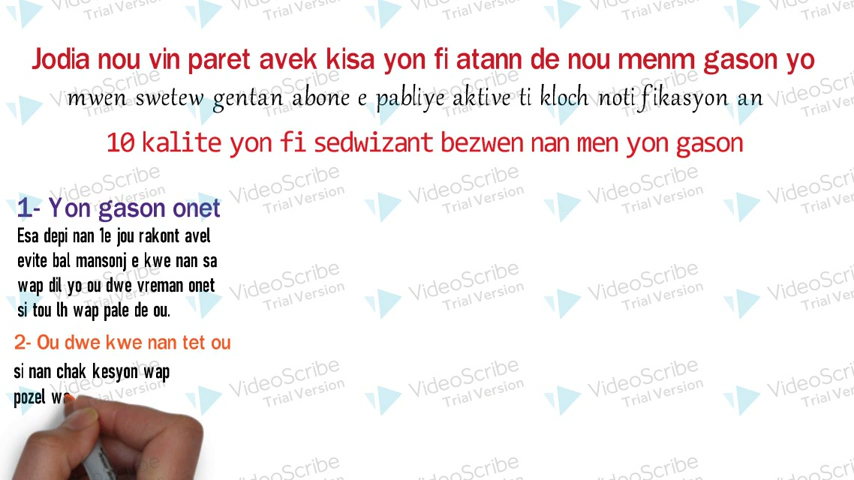 Jodia nou vin paret avek kisa yon fi atann de nou menm gason yo
mwen swetew gentan abone e pabliye aktive ti kloch notifikasyon an
10 kalite yon fi sedwizant bezwen nan men yon gason
1- Yon gason onet
Esa depi nan 1e jou rakont avel
evite bal mansonj e kwe nan sa
wap dil yo ou dwe vreman onet
si tou lh wap pale de ou.
2- Ou dwe kwe nan tet ou
si nan chak kesyon wap
pozel
VideoScribe
Trial Version